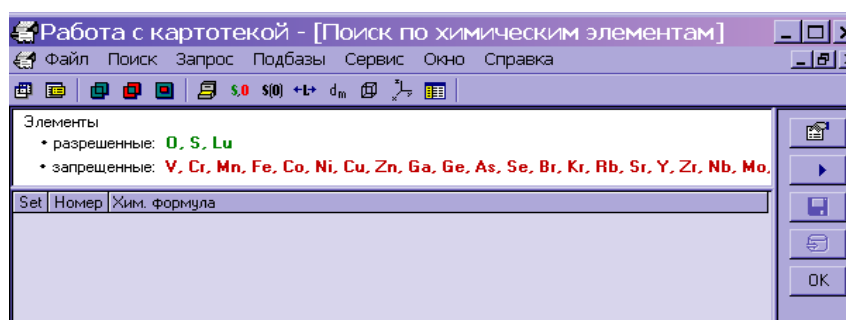 Работа с картотекой - [Поиск по химическим элементам]
Файл Поиск Запрос Подбазы Сервис Окно Справка
S,O S(O) ←L→ dm
Элементы
• разрешенные: O, S, Lu
• запрещенные: V, Cr, Mn, Fe, Co, Ni, Cu, Zn, Ga, Ge, As, Se, Br, Kr, Rb, Sr, Y, Zr, Nb, Mo,
Set Номер Хим. формула
OK